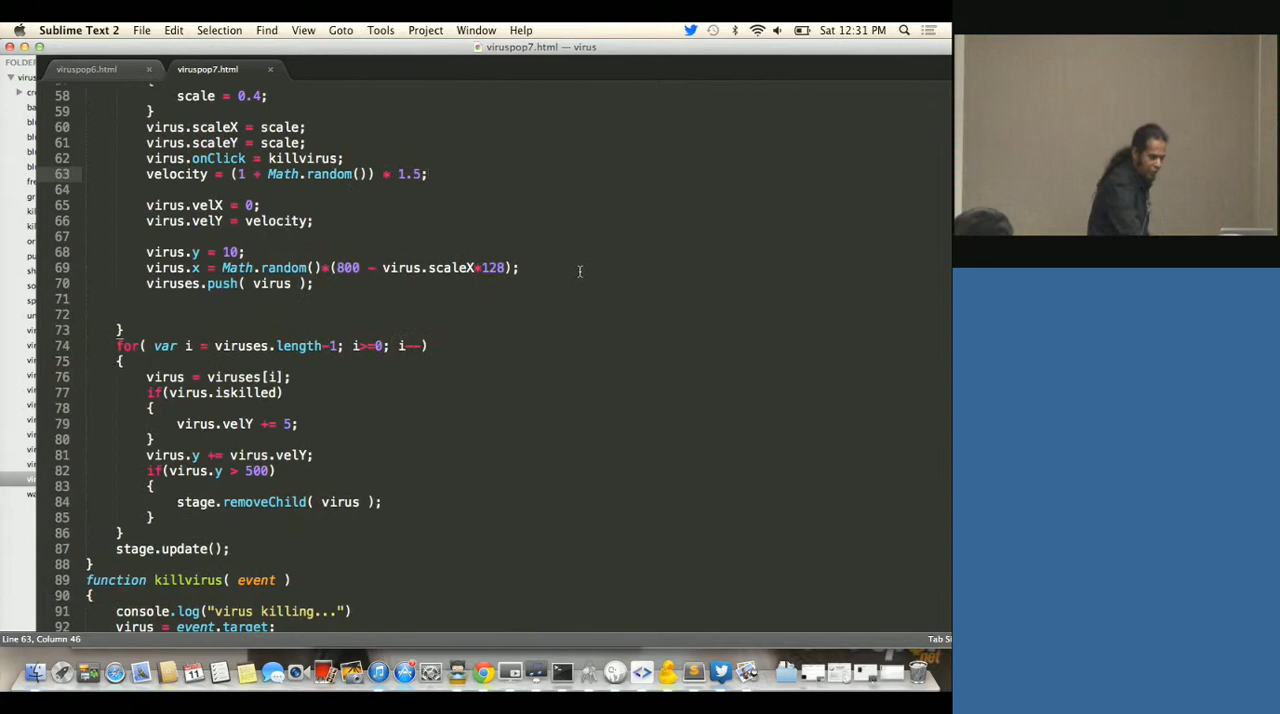 Sublime Text 2 File Edit Selection Find View Goto Tools Project Window Help Sat 12:31 PM
viruspop7.html — virus
FOLDER
viruspop6.html × viruspop7.html ×
virus
58 scale = 0.4;
59 }
60 virus.scaleX = scale;
61 virus.scaleY = scale;
62 virus.onClick = killvirus;
63 velocity = (1 + Math.random()) * 1.5;
64
65 virus.velX = 0;
66 virus.velY = velocity;
67
68 virus.y = 10;
69 virus.x = Math.random()*(800 - virus.scaleX*128);
70 viruses.push( virus );
71
72
73 }
74 for( var i = viruses.length-1; i>=0; i--)
75 {
76 virus = viruses[i];
77 if(virus.iskilled)
78 {
79 virus.velY += 5;
80 }
81 virus.y += virus.velY;
82 if(virus.y > 500)
83 {
84 stage.removeChild( virus );
85 }
86 }
87 stage.update();
88 }
89 function killvirus( event )
90 {
91 console.log("virus killing...")
92 virus = event.target;
Line 63, Column 46 Tab Si